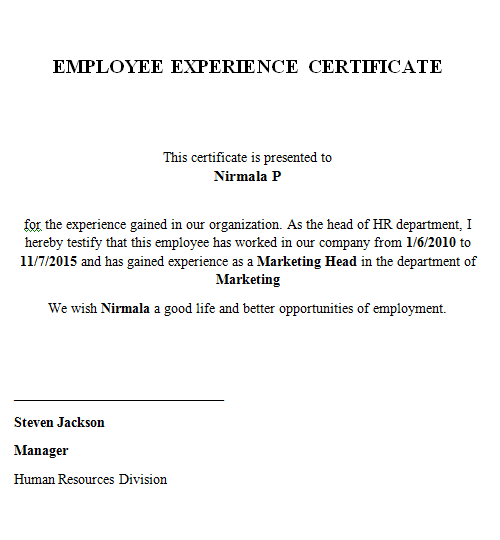 EMPLOYEE EXPERIENCE CERTIFICATE
This certificate is presented to
Nirmala P
for the experience gained in our organization. As the head of HR department, I
hereby testify that this employee has worked in our company from 1/6/2010 to
11/7/2015 and has gained experience as a Marketing Head in the department of
Marketing
We wish Nirmala a good life and better opportunities of employment.
Steven Jackson
Manager
Human Resources Division